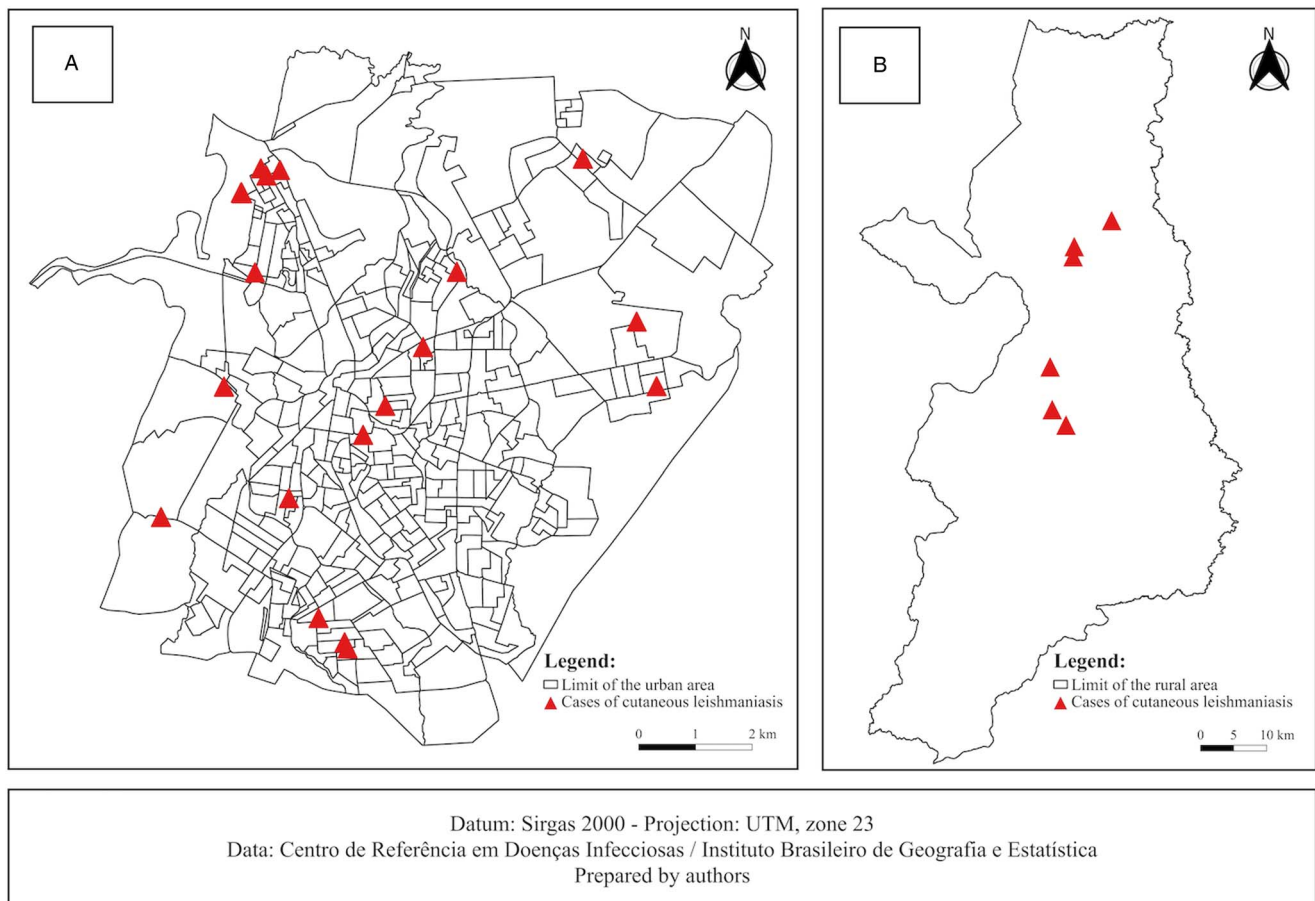 A
N
Legend:
Limit of the urban area
Cases of cutaneous leishmaniasis
0 1 2 km
B
N
Legend:
Limit of the rural area
Cases of cutaneous leishmaniasis
0 5 10 km
Datum: Sirgas 2000 - Projection: UTM, zone 23
Data: Centro de Referência em Doenças Infecciosas / Instituto Brasileiro de Geografia e Estatística
Prepared by authors